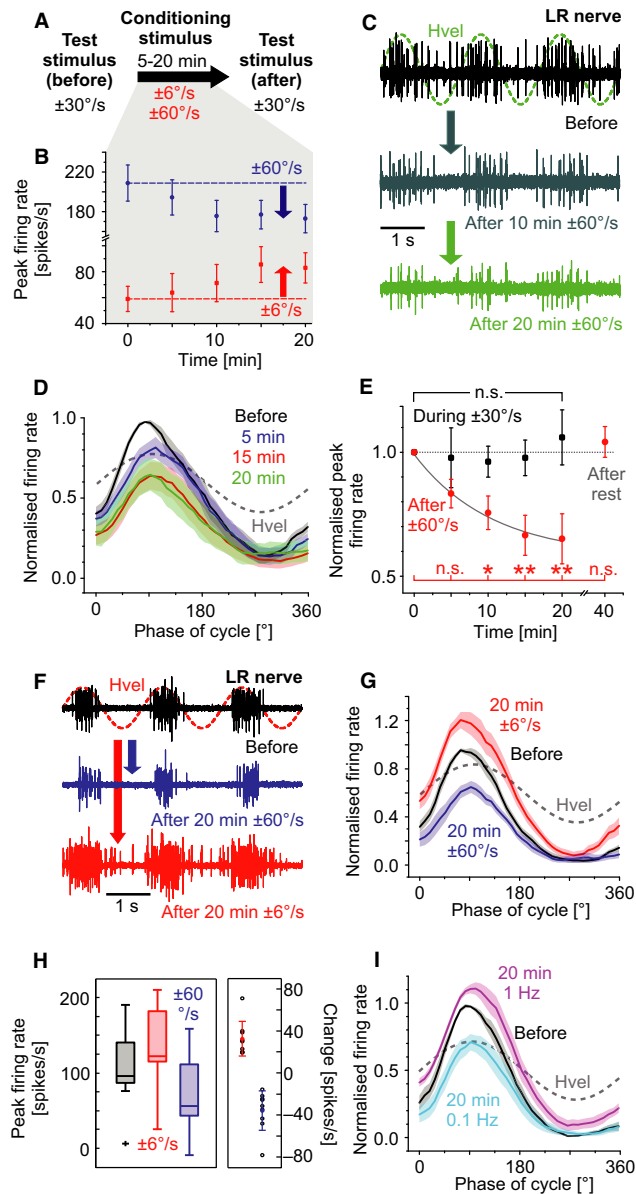 A
Conditioning
stimulus
Test
stimulus
(before)
±30°/s
5-20 min
±6°/s
±60°/s
Test
stimulus
(after)
±30°/s
B
Peak firing rate
[spikes/s]
220
180
80
40
±60°/s
±6°/s
0 5 10 15 20
Time [min]
C
LR nerve
Hvel
Before
After 10 min ±60°/s
1 s
After 20 min ±60°/s
D
Normalised firing rate
1.0
0.5
0.0
Before
5 min
15 min
20 min
Hvel
0 180 360
Phase of cycle [°]
E
Normalised peak
firing rate
n.s.
During ±30°/s
1.0
0.5
After
±60°/s
After
rest
n.s. * ** ** n.s.
0 5 10 15 20 40
Time [min]
F
LR nerve
Hvel
Before
After 20 min ±60°/s
1 s
After 20 min ±6°/s
G
Normalised firing rate
1.2
0.8
0.4
0.0
20 min
±6°/s
Before
Hvel
20 min
±60°/s
0 180 360
Phase of cycle [°]
H
Peak firing rate
[spikes/s]
200
100
0
±60
°/s
±6°/s
80
40
0
−40
−80
Change [spikes/s]
I
Normalised firing rate
1.0
0.5
0.0
20 min
1 Hz
Before
Hvel
20 min
0.1 Hz
0 180 360
Phase of cycle [°]